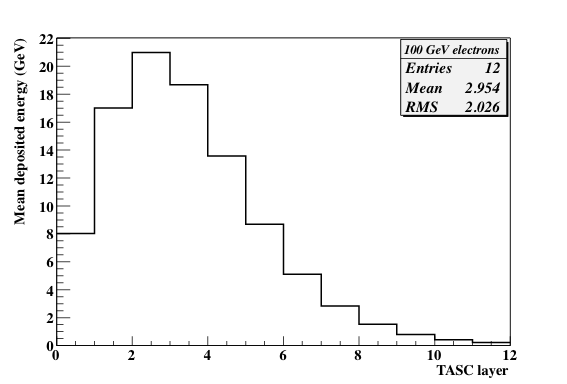 100 GeV electrons
Entries 12
Mean 2.954
RMS 2.026
Mean deposited energy (GeV)
22
20
18
16
14
12
10
8
6
4
2
0
0 2 4 6 8 10 12
TASC layer